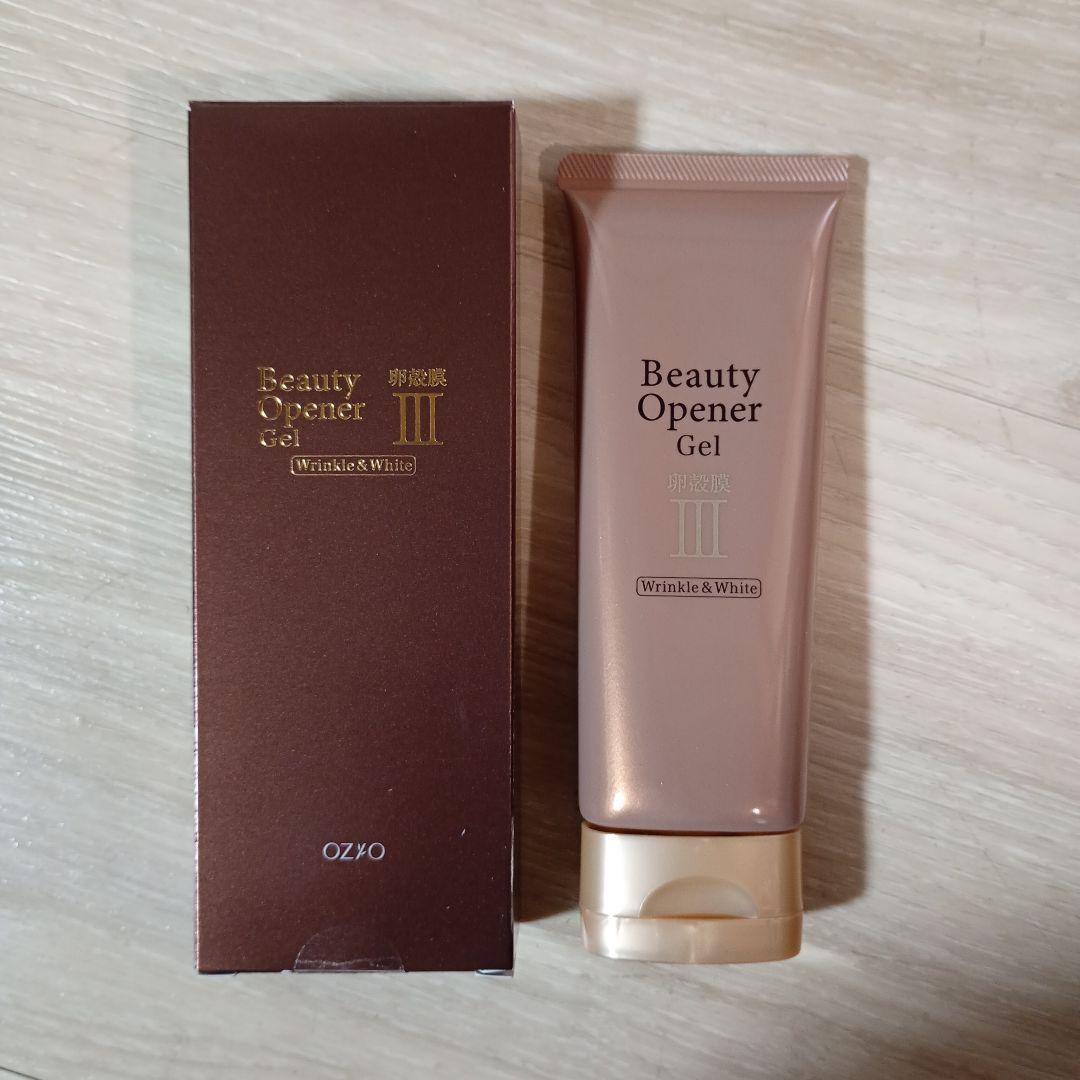 Beauty
Opener
Gel
卵殻膜
III
Wrinkle & White
OZIO
Beauty
Opener
Gel
卵殻膜
III
Wrinkle & White